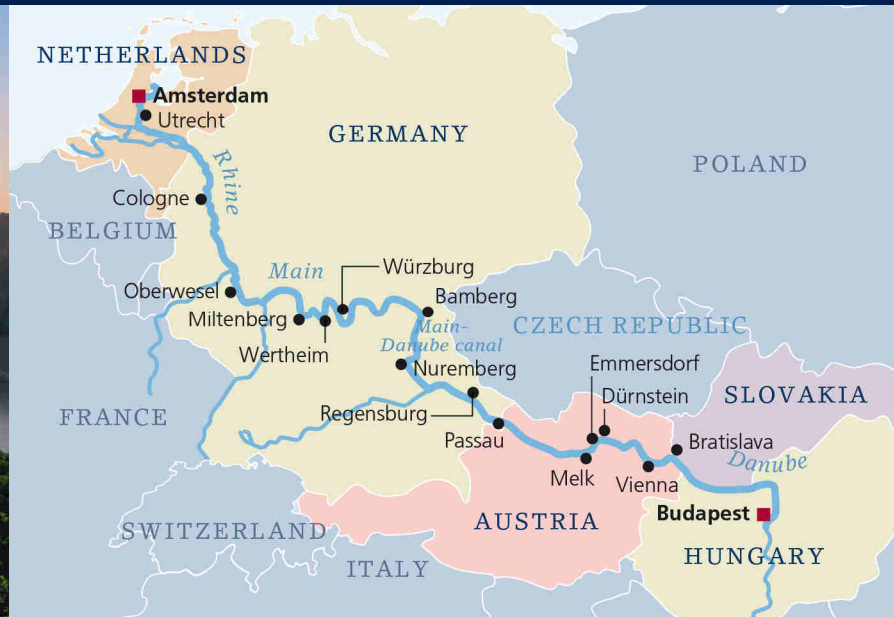 NETHERLANDS
Amsterdam
Utrecht
GERMANY
POLAND
Rhine
Cologne
BELGIUM
Main
Würzburg
Oberwesel
Bamberg
Miltenberg
Main-
Danube canal
CZECH REPUBLIC
Wertheim
Emmersdorf
Nuremberg
Dürnstein
SLOVAKIA
FRANCE
Regensburg
Passau
Bratislava
Danube
Melk
Vienna
Budapest
AUSTRIA
SWITZERLAND
HUNGARY
ITALY